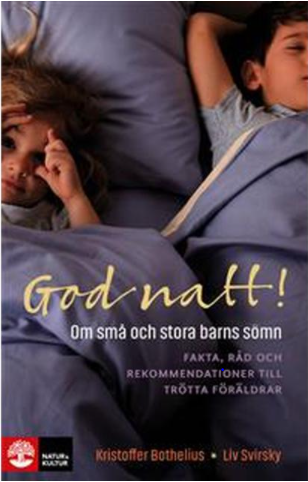 God natt!
Om små och stora barns sömn
FAKTA, RÅD OCH
REKOMMENDATIONER TILL
TRÖTTA FÖRÄLDRAR
NATUR &
KULTUR
Kristoffer Bothelius * Liv Svirsky